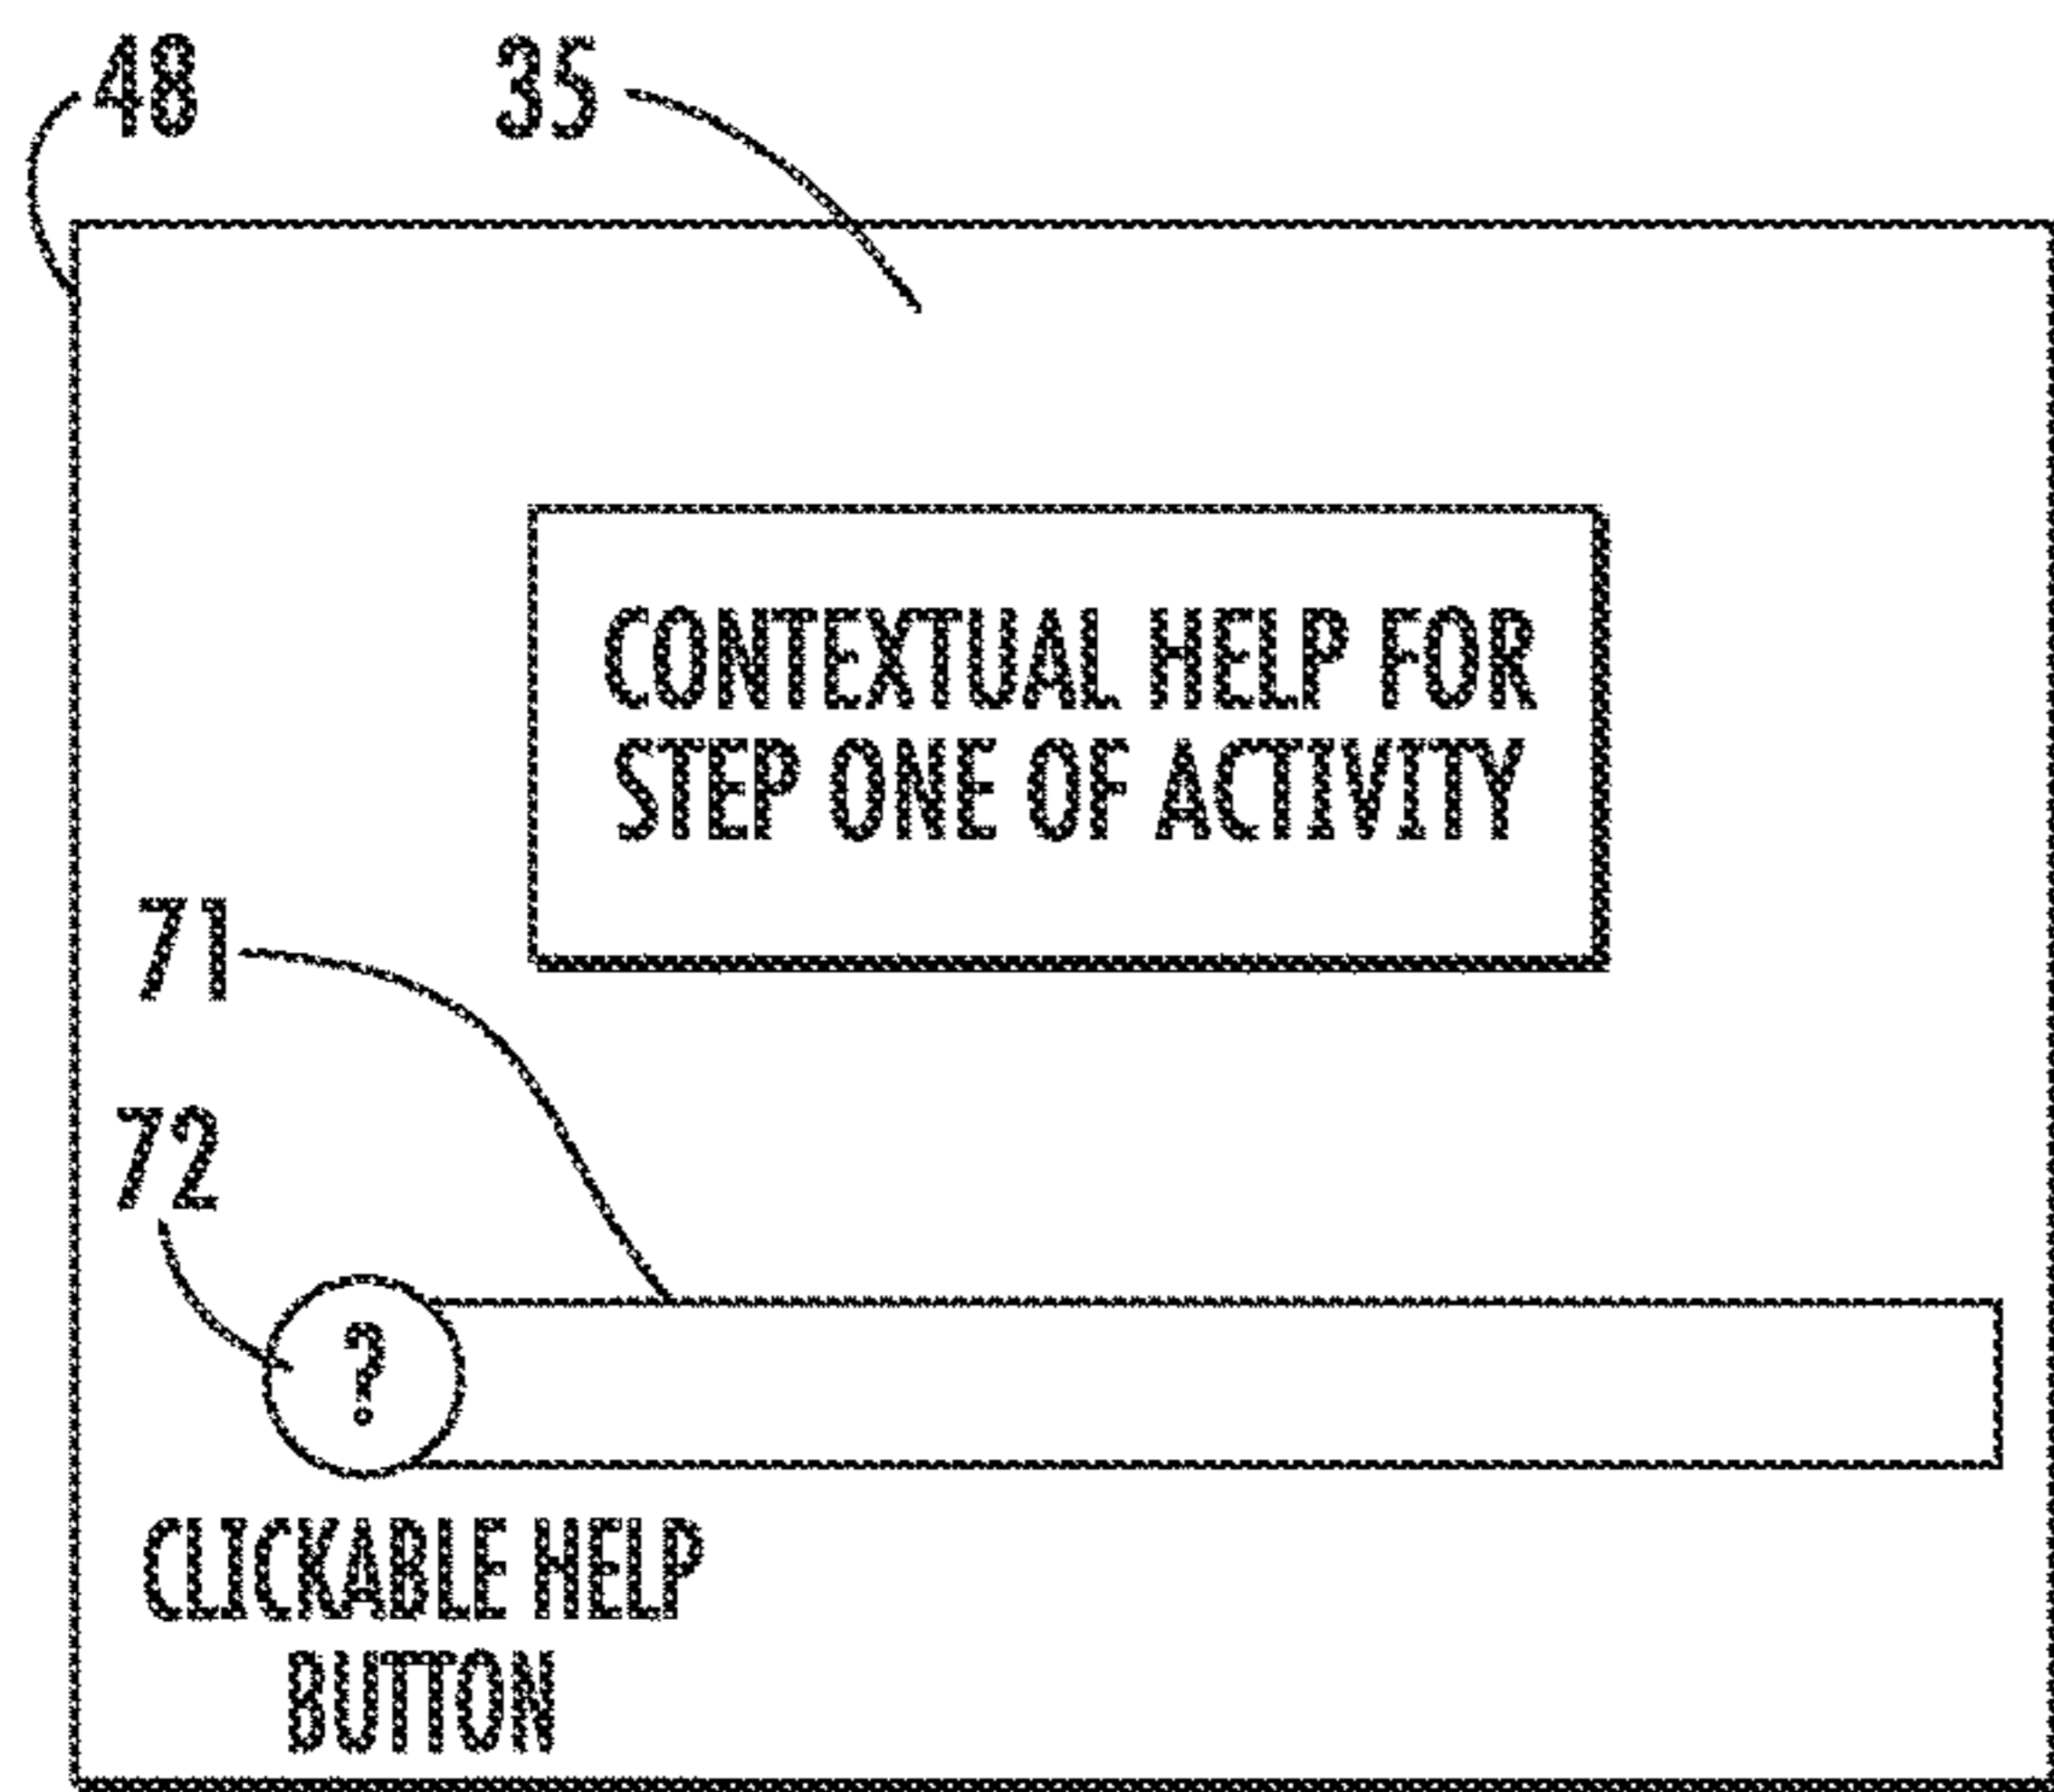 48
35
CONTEXTUAL HELP FOR
STEP ONE OF ACTIVITY
71
72
?
CLICKABLE HELP
BUTTON